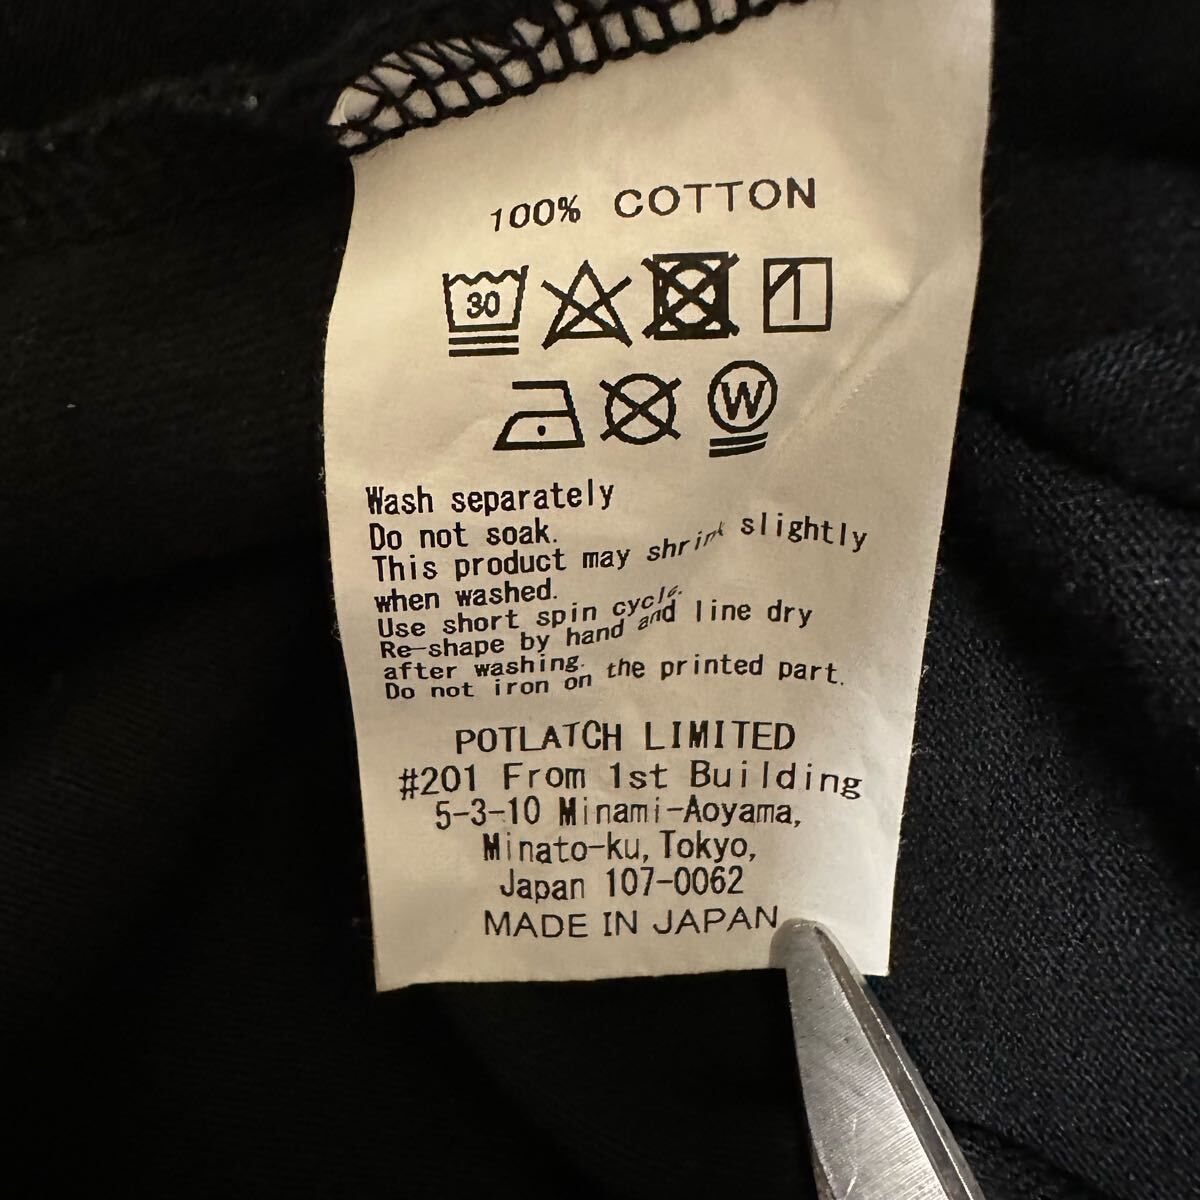 100% COTTON
30
W
Wash separately
Do not soak.
This product may shrink slightly
when washed.
Use short spin cycle.
Re-shape by hand and line dry
after washing.
Do not iron on the printed part.
POTLATCH LIMITED
#201 From 1st Building
5-3-10 Minami-Aoyama,
Minato-ku, Tokyo,
Japan 107-0062
MADE IN JAPAN